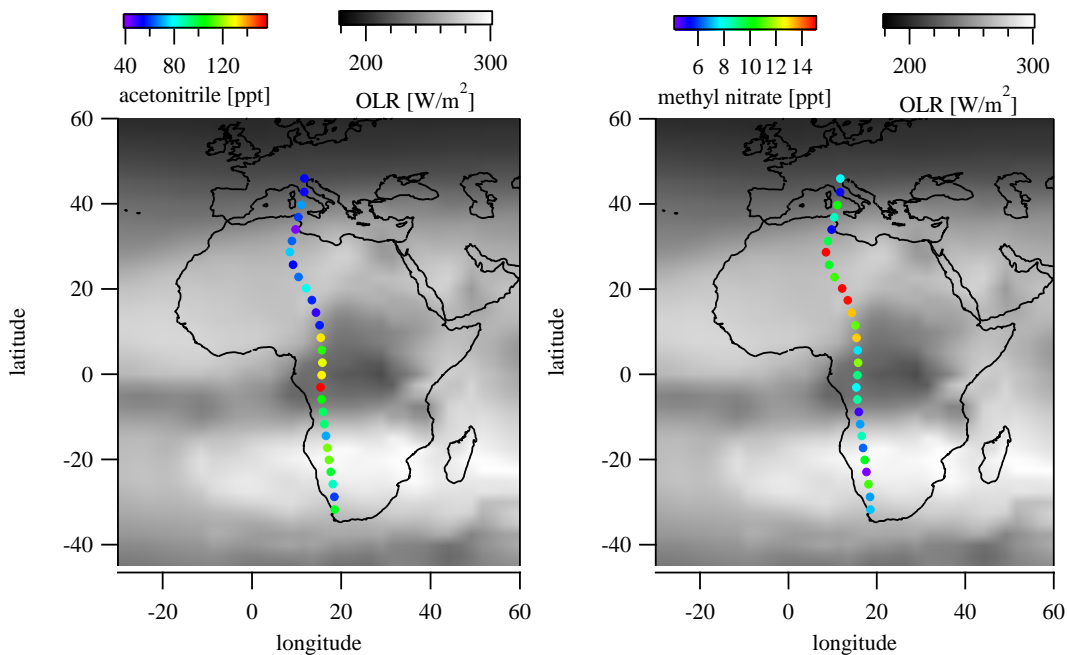 40 80 120
acetonitrile [ppt]
200 300
OLR [W/m²]
6 8 10 12 14
methyl nitrate [ppt]
200 300
OLR [W/m²]
60
40
20
0
-20
-40
latitude
-20 0 20 40 60
longitude
60
40
20
0
-20
-40
latitude
-20 0 20 40 60
longitude